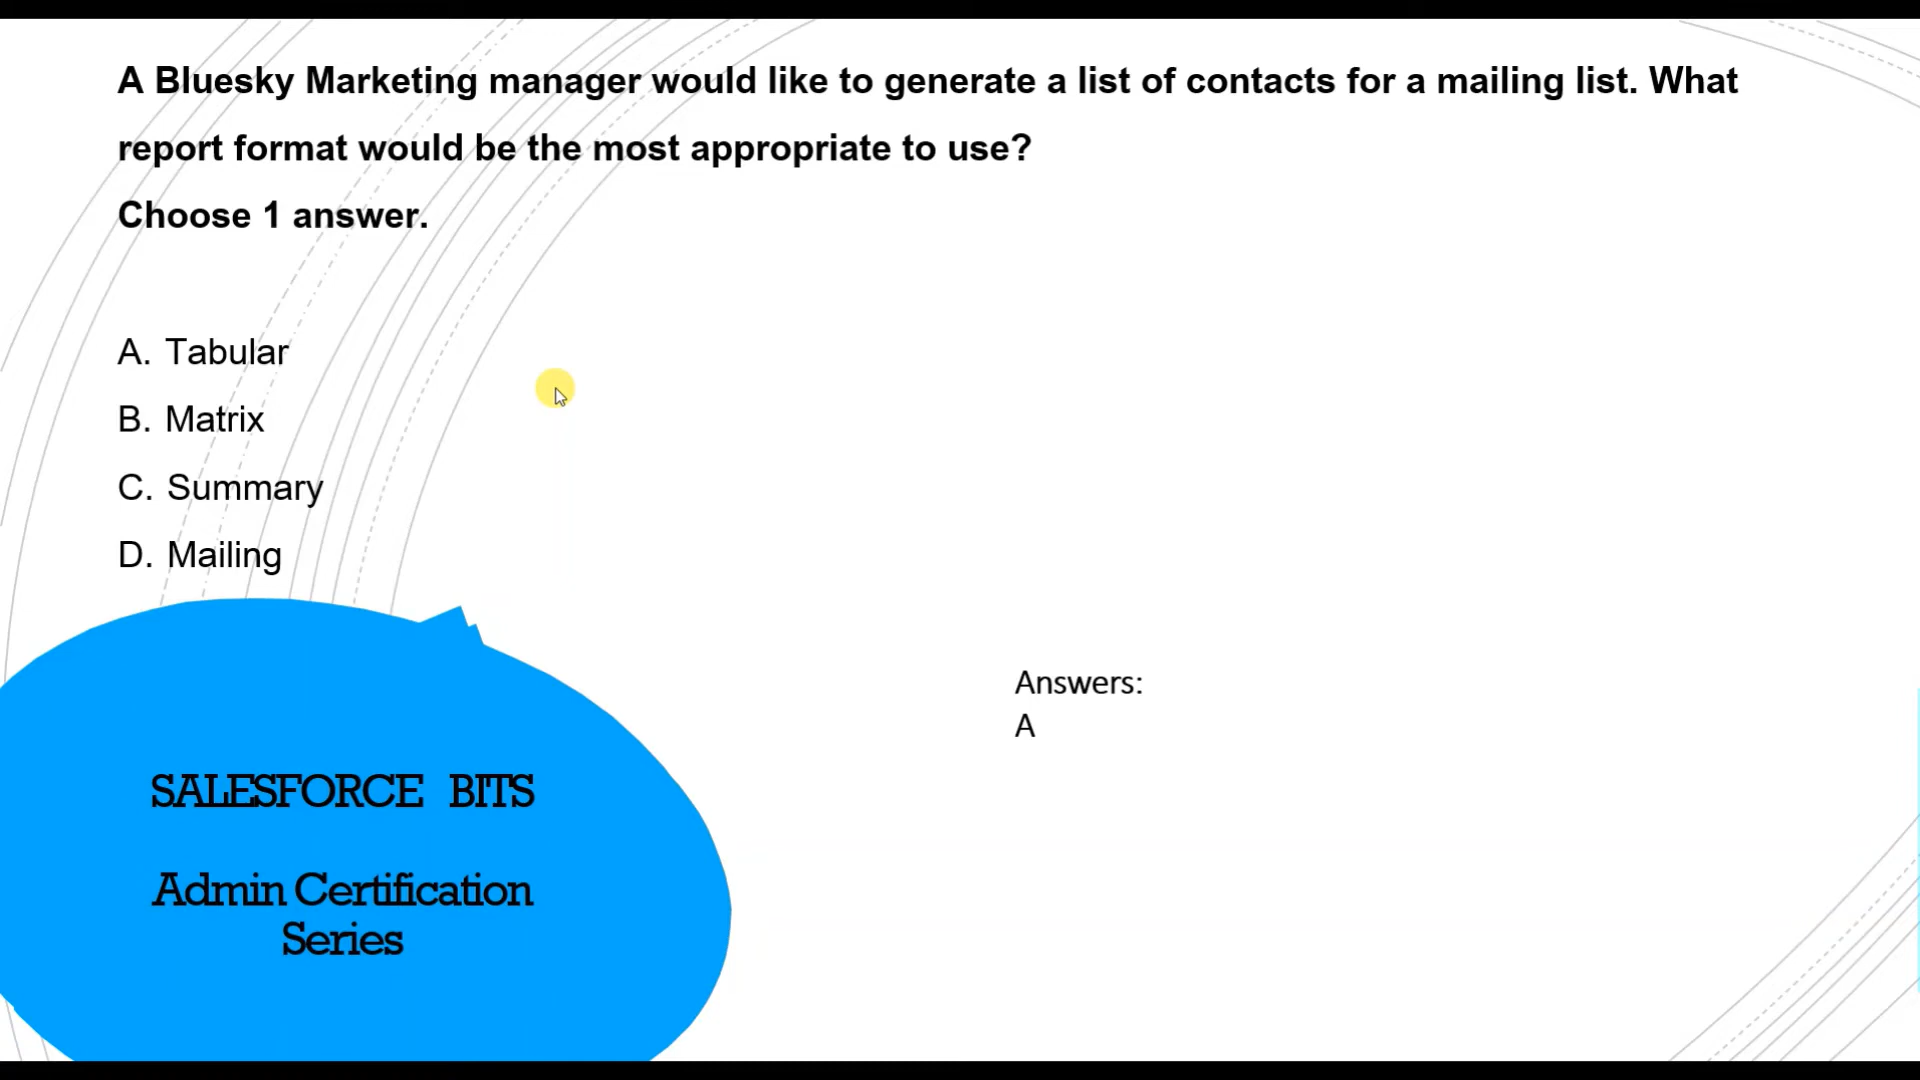 A Bluesky Marketing manager would like to generate a list of contacts for a mailing list. What
report format would be the most appropriate to use?
Choose 1 answer.
A. Tabular
B. Matrix
C. Summary
D. Mailing
Answers:
A
SALESFORCE BITS
Admin Certification
Series